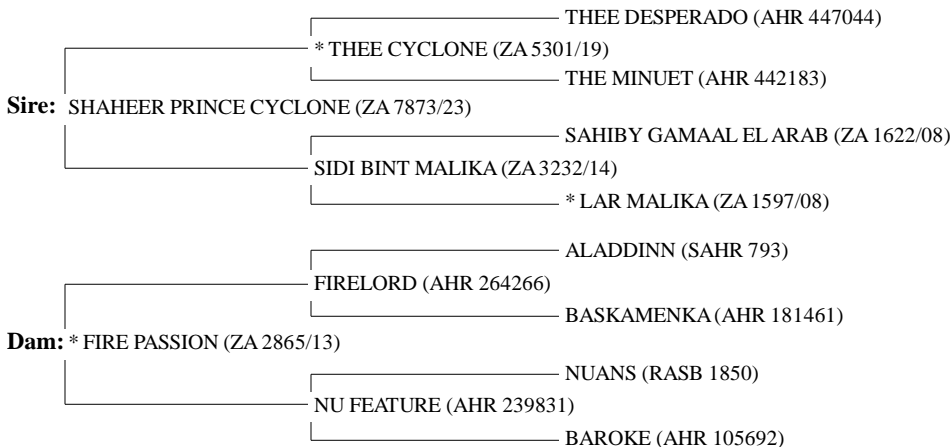 THEE DESPERADO (AHR 447044)
* THEE CYCLONE (ZA 5301/19)
THE MINUET (AHR 442183)
Sire: SHAHEER PRINCE CYCLONE (ZA 7873/23)
SAHIBY GAMAAL EL ARAB (ZA 1622/08)
SIDI BINT MALIKA (ZA 3232/14)
* LAR MALIKA (ZA 1597/08)
ALADDINN (SAHR 793)
FIRELORD (AHR 264266)
BASKAMENKA (AHR 181461)
Dam: * FIRE PASSION (ZA 2865/13)
NUANS (RASB 1850)
NU FEATURE (AHR 239831)
BAROKE (AHR 105692)